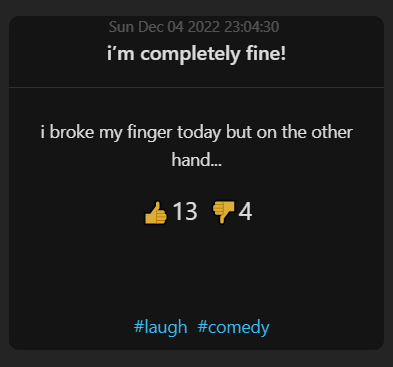 Sun Dec 04 2022 23:04:30
i’m completely fine!
i broke my finger today but on the other
hand...
👍13 👎4
#laugh #comedy